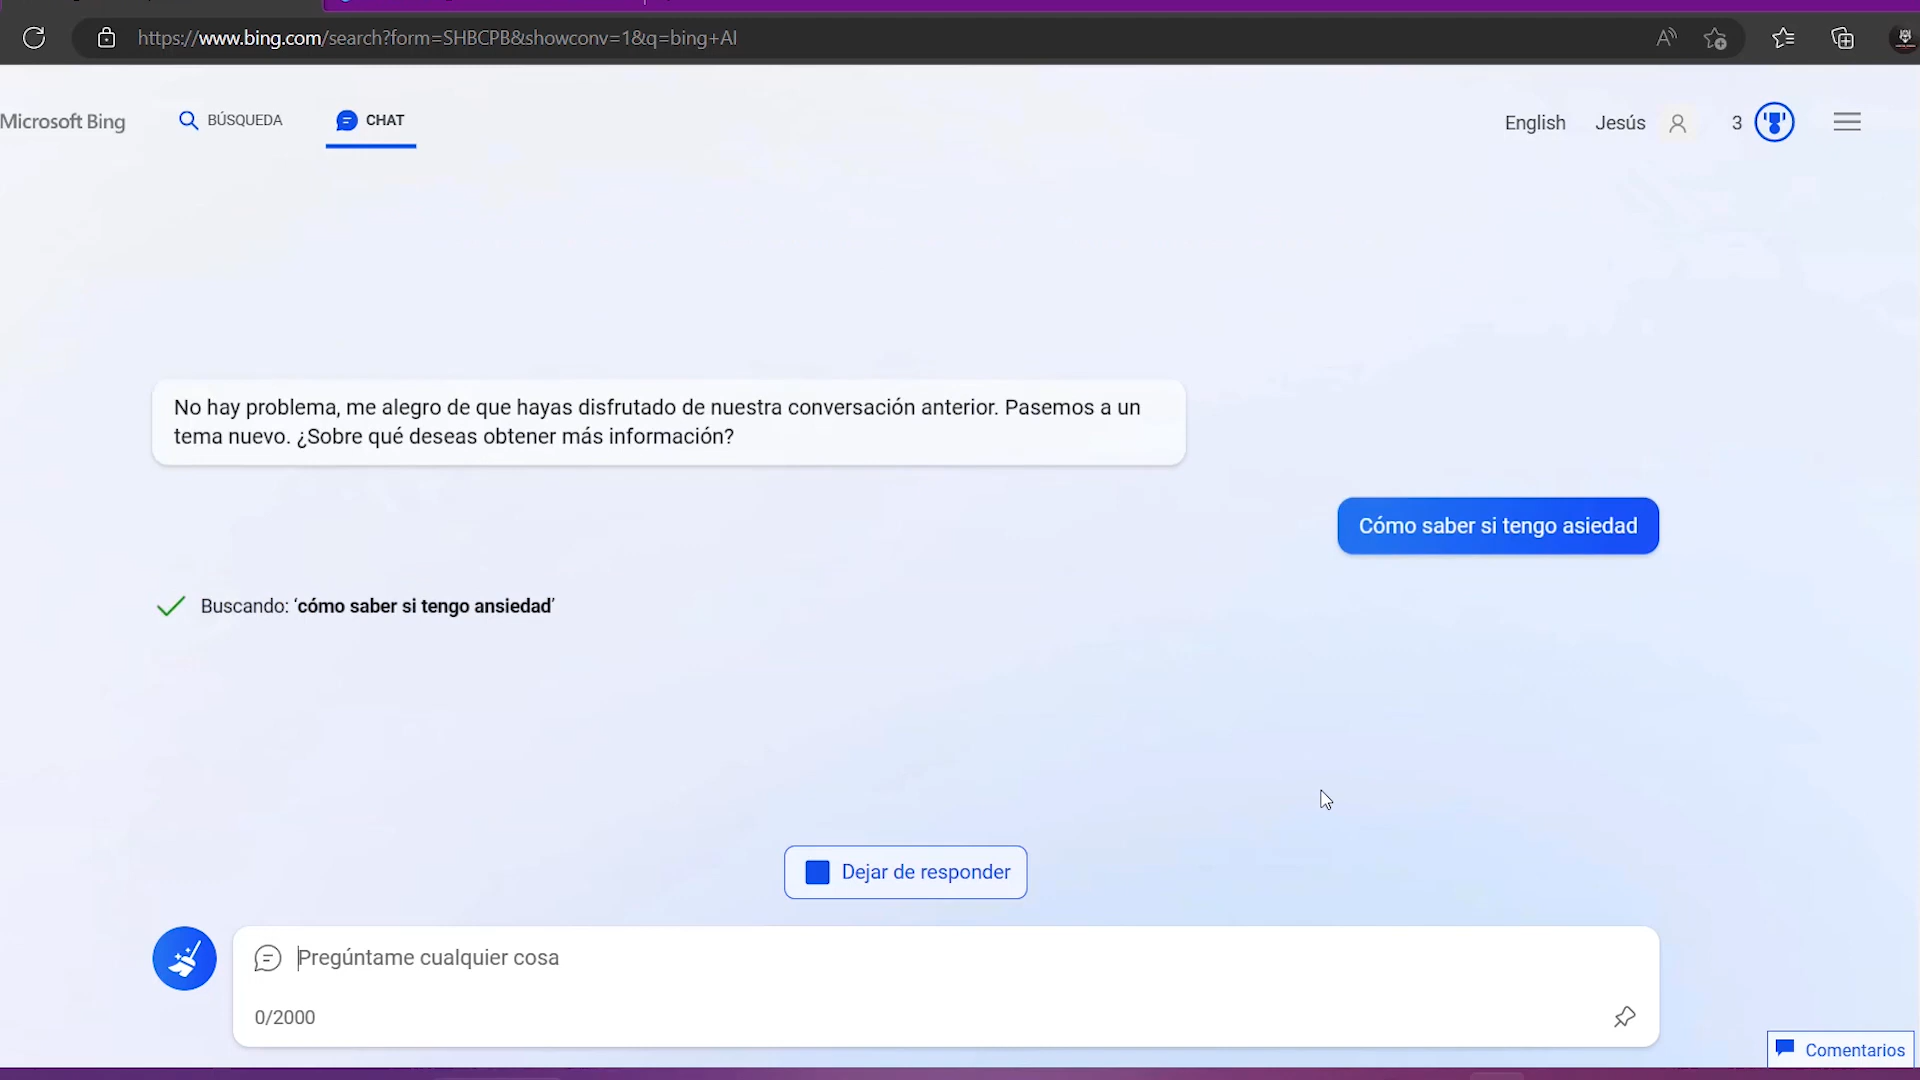 https://www.bing.com/search?form=SHBCPB&showconv=1&q=bing+AI
Microsoft Bing
BÚSQUEDA
CHAT
English
Jesús
3
No hay problema, me alegro de que hayas disfrutado de nuestra conversación anterior. Pasemos a un
tema nuevo. ¿Sobre qué deseas obtener más información?
Cómo saber si tengo asiedad
Buscando: ‘cómo saber si tengo ansiedad’
Dejar de responder
Pregúntame cualquier cosa
0/2000
Comentarios